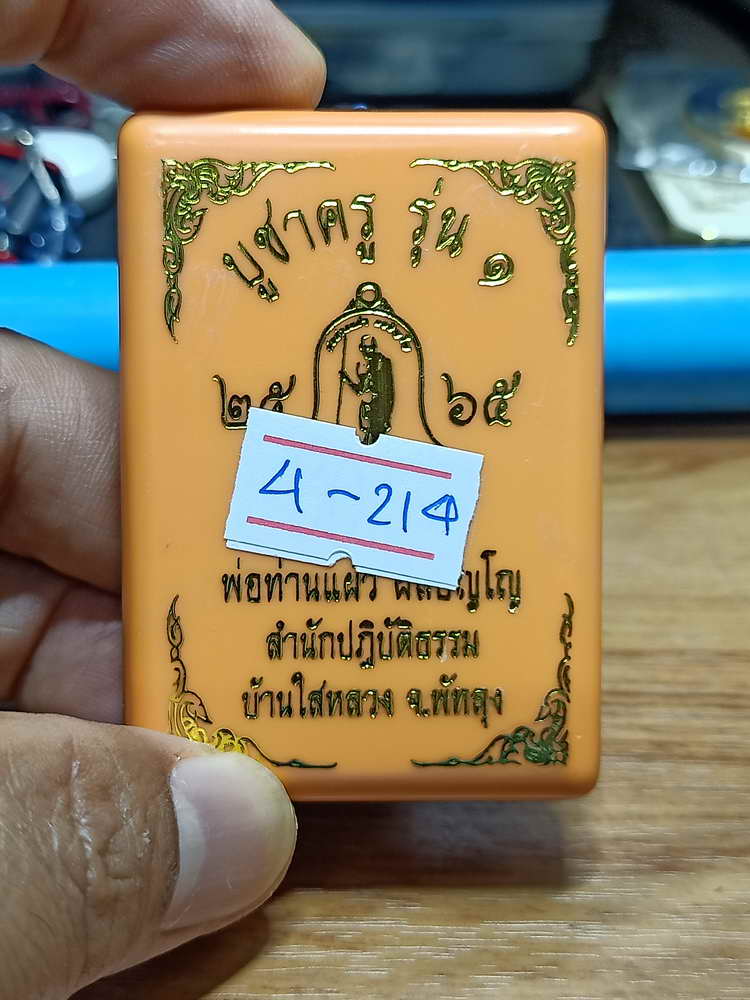 บูชาครู รุ่น ๑
๒๕ ๖๕
4-214
พ่อท่านแผ้ว
สำนักปฏิบัติธรรม
บ้านใสหลวง จ.พัทลุง